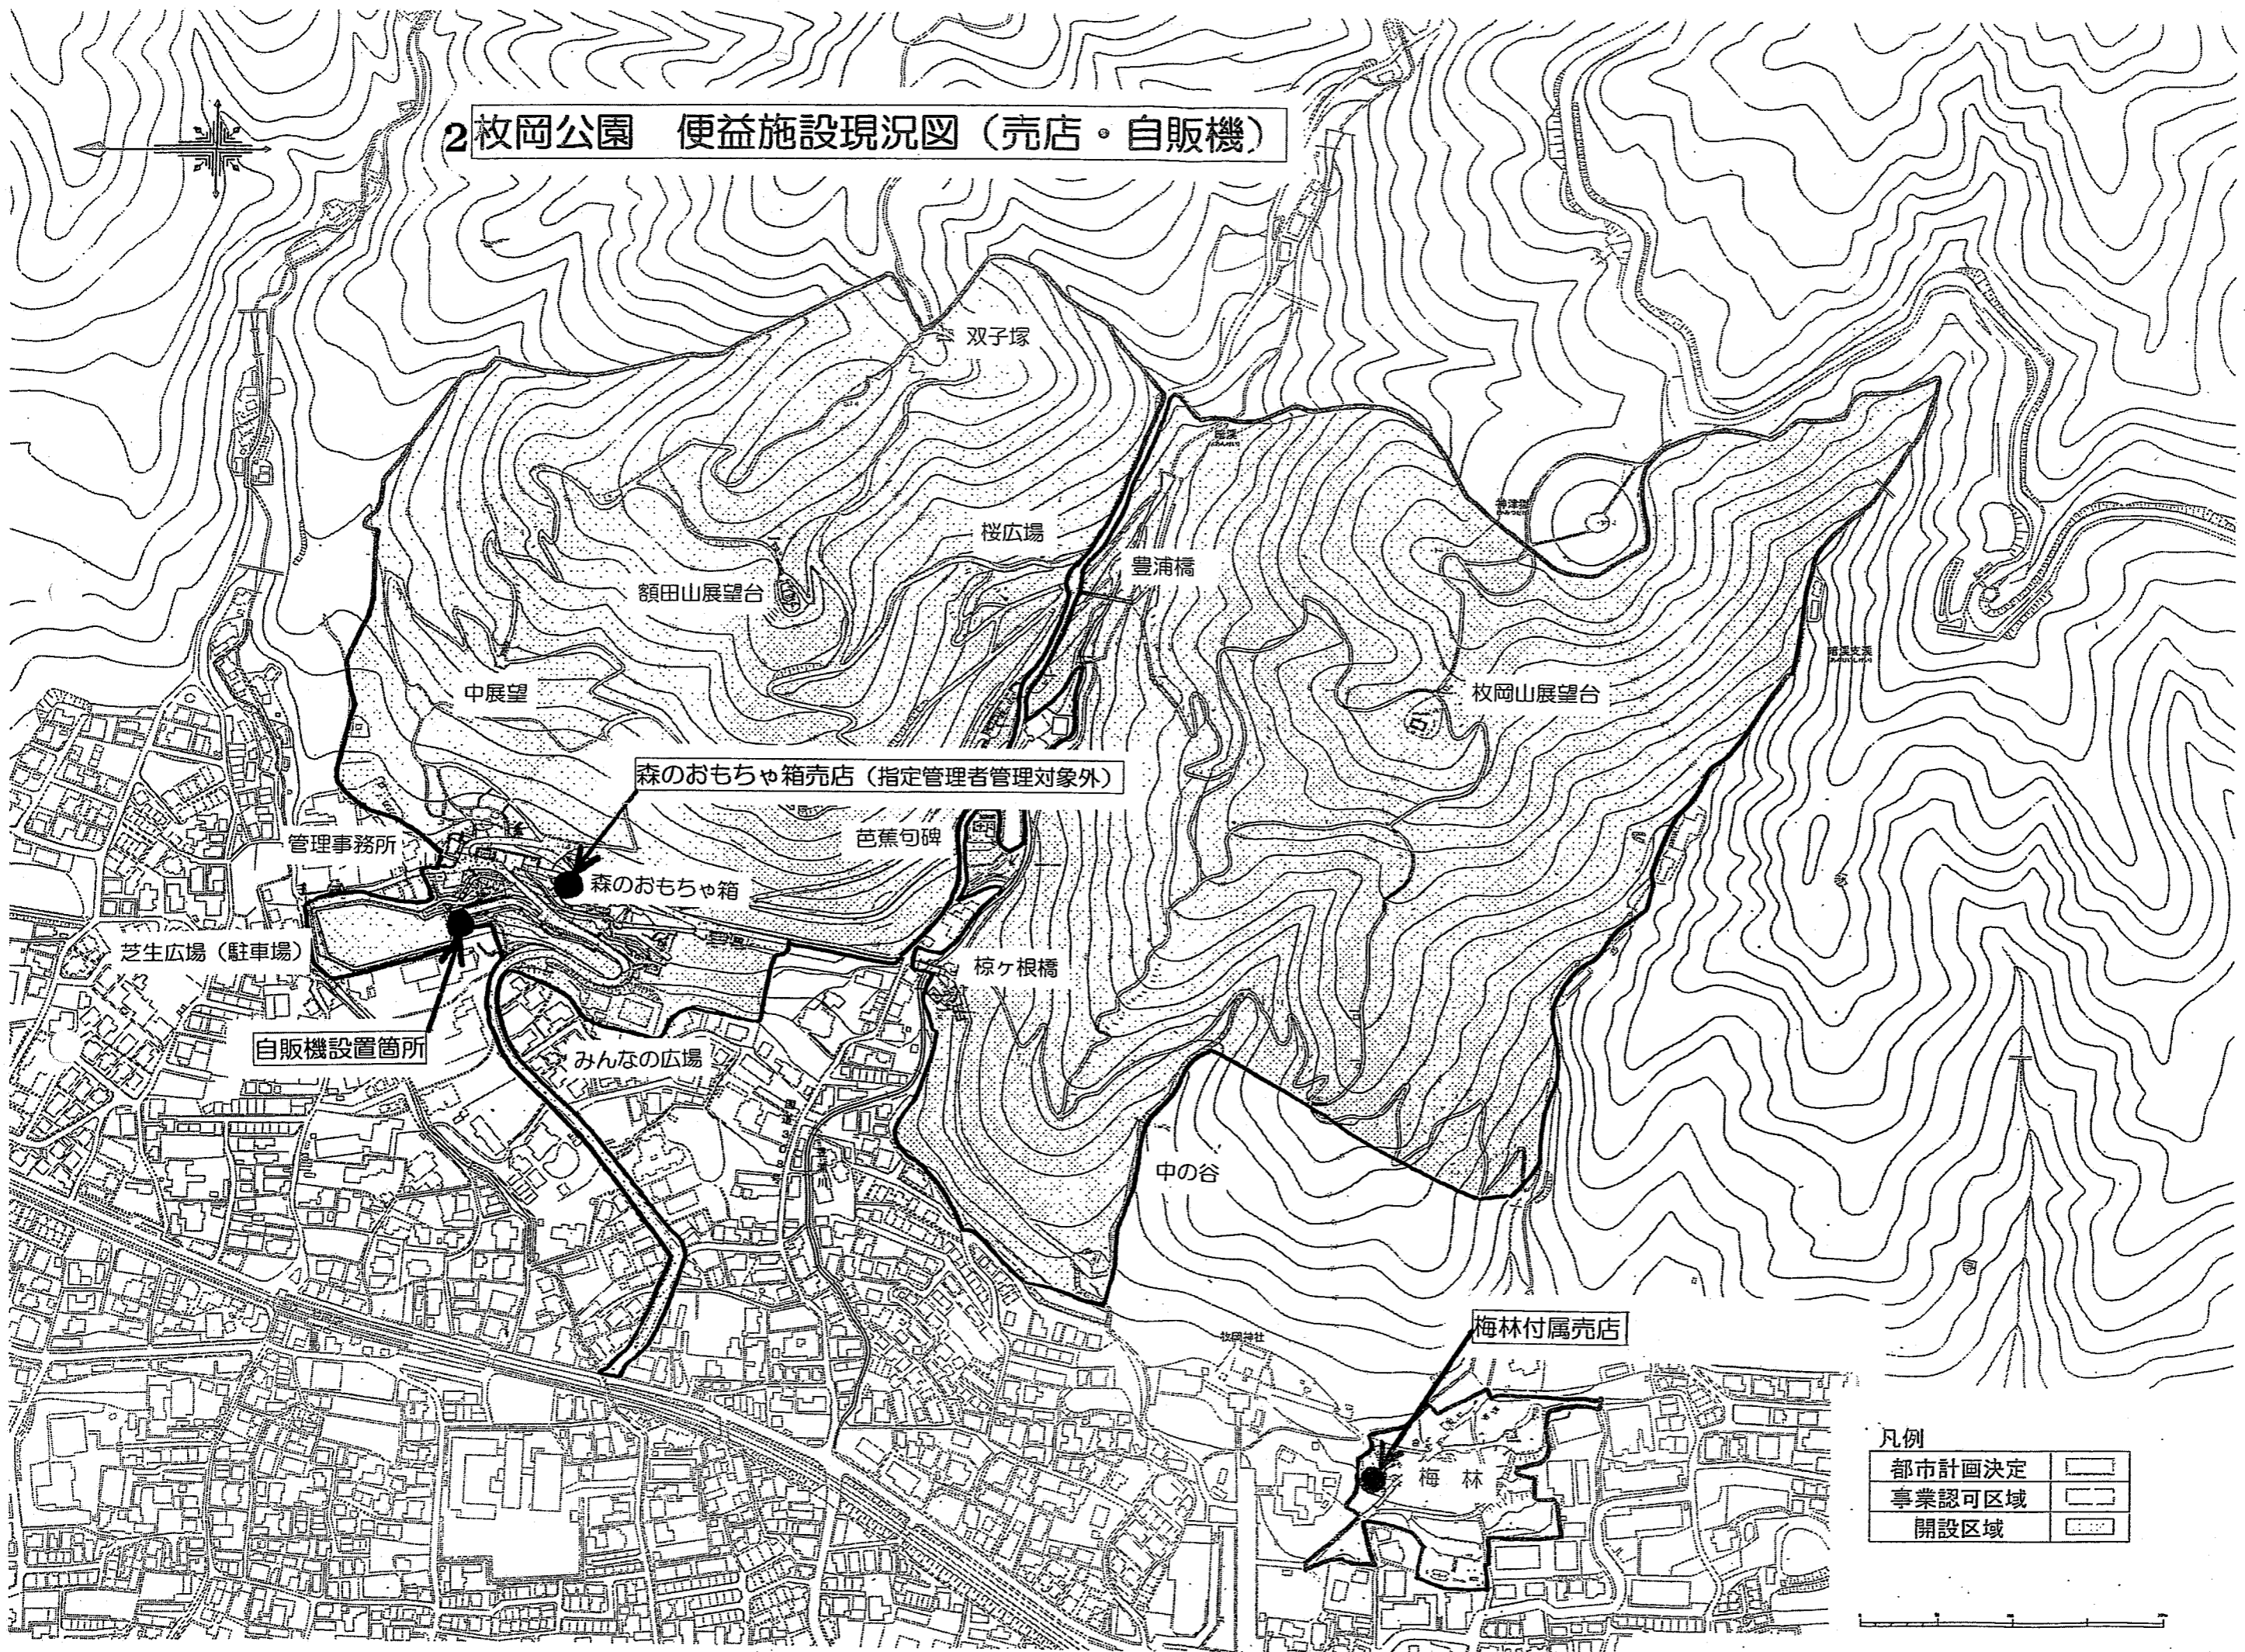 2枚岡公園　便益施設現況図（売店・自販機）
双子塚
桜広場
豊浦橋
額田山展望台
中展望
枚岡山展望台
森のおもちゃ箱売店（指定管理者管理対象外）
管理事務所
芭蕉句碑
森のおもちゃ箱
芝生広場（駐車場）
椋ヶ根橋
自販機設置箇所
みんなの広場
中の谷
梅林付属売店
枚岡神社
梅林
凡例
都市計画決定
事業認可区域
開設区域